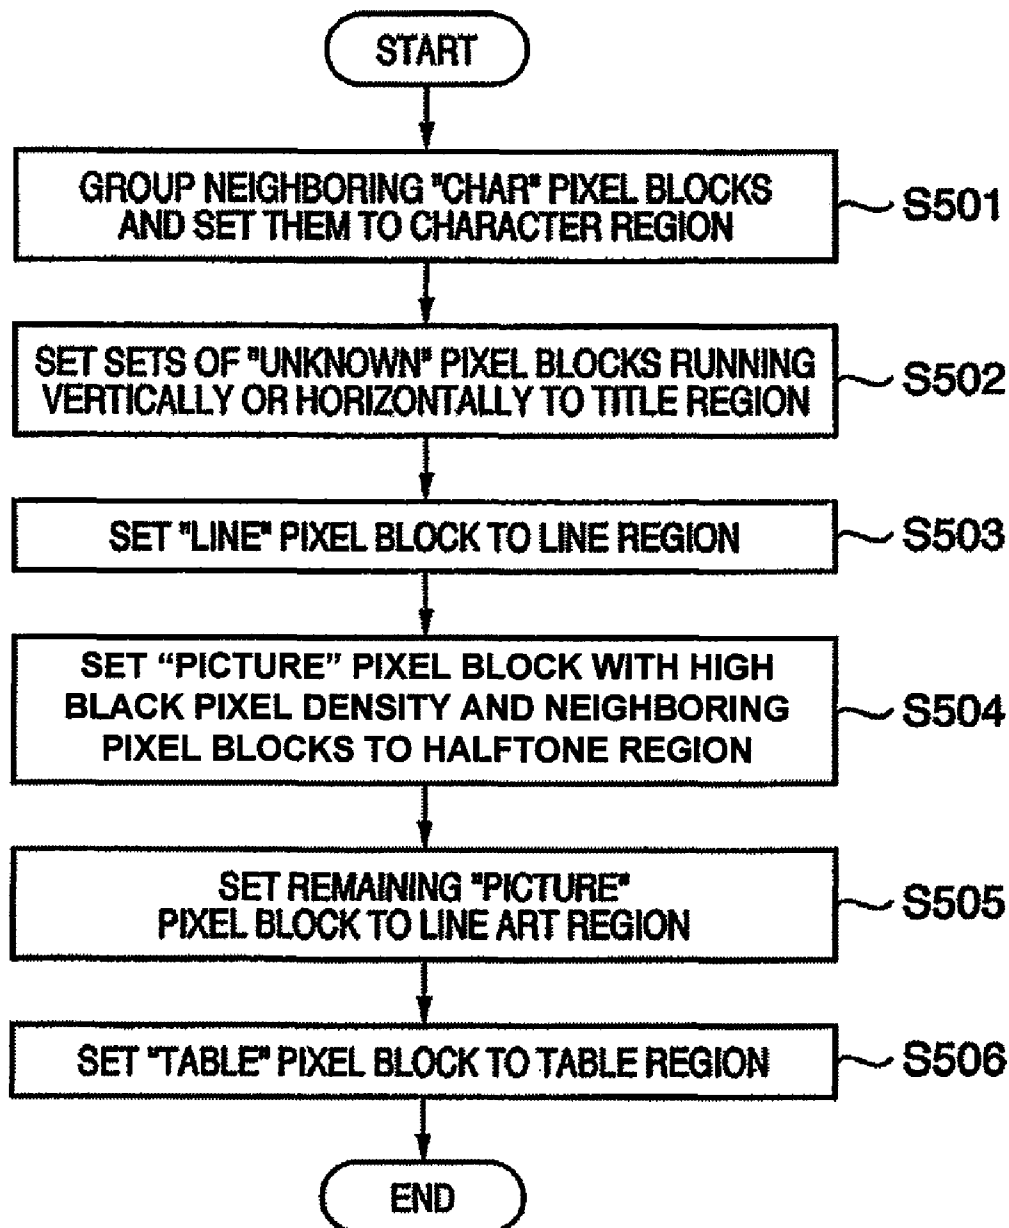 START
GROUP NEIGHBORING "CHAR" PIXEL BLOCKS
AND SET THEM TO CHARACTER REGION
S501
SET SETS OF "UNKNOWN" PIXEL BLOCKS RUNNING
VERTICALLY OR HORIZONTALLY TO TITLE REGION
S502
SET "LINE" PIXEL BLOCK TO LINE REGION
S503
SET “PICTURE” PIXEL BLOCK WITH HIGH
BLACK PIXEL DENSITY AND NEIGHBORING
PIXEL BLOCKS TO HALFTONE REGION
S504
SET REMAINING "PICTURE"
PIXEL BLOCK TO LINE ART REGION
S505
SET "TABLE" PIXEL BLOCK TO TABLE REGION
S506
END